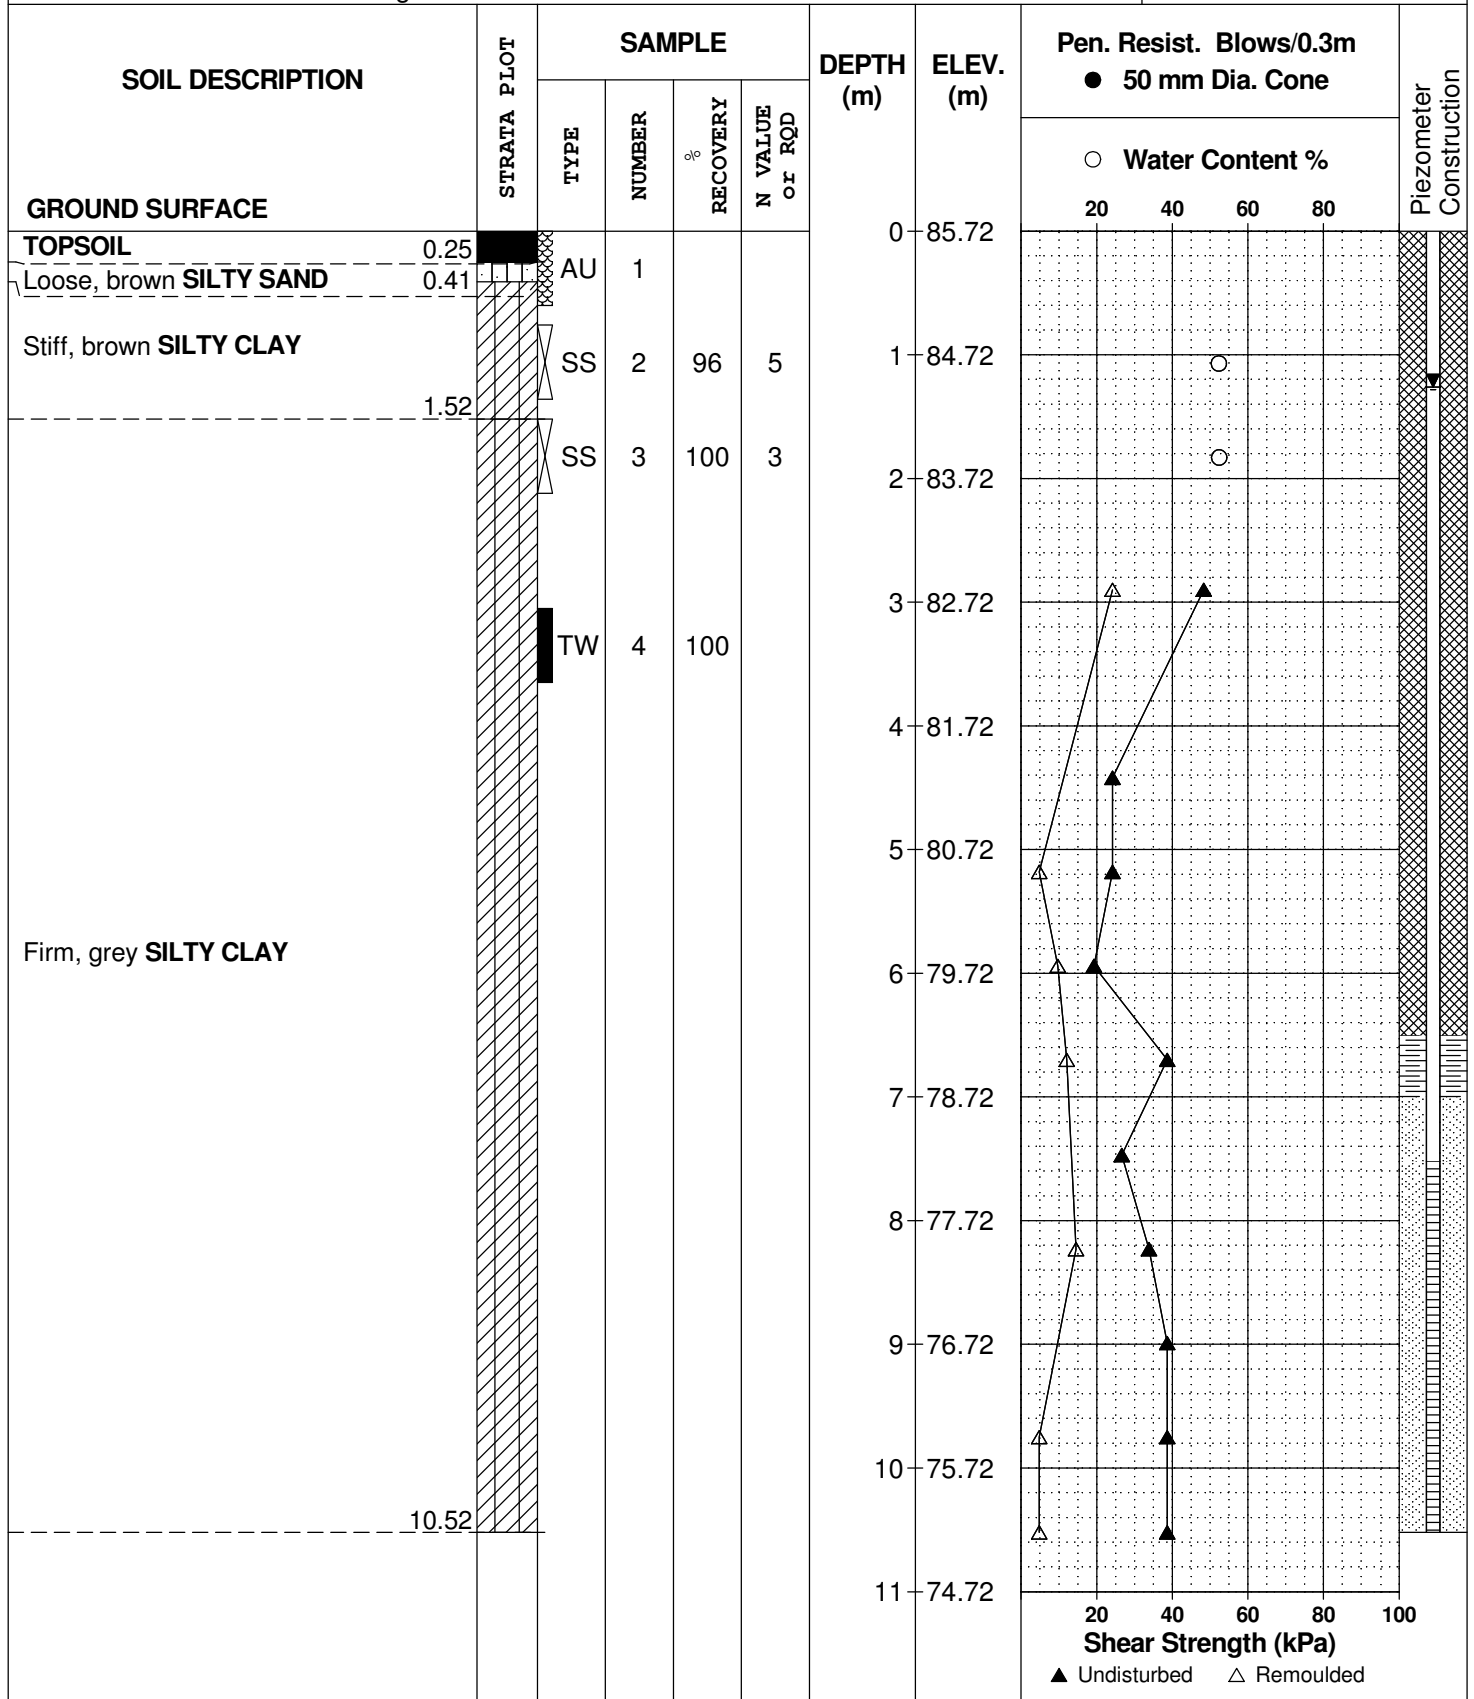 SOIL DESCRIPTION
GROUND SURFACE
STRATA PLOT
SAMPLE
TYPE
NUMBER
%
RECOVERY
N VALUE
or RQD
DEPTH
(m)
ELEV.
(m)
Pen. Resist. Blows/0.3m
● 50 mm Dia. Cone
○ Water Content %
20 40 60 80
Piezometer
Construction
TOPSOIL 0.25
Loose, brown SILTY SAND 0.41
Stiff, brown SILTY CLAY
1.52
Firm, grey SILTY CLAY
10.52
AU 1
SS 2 96 5
SS 3 100 3
TW 4 100
0 85.72
1 84.72
2 83.72
3 82.72
4 81.72
5 80.72
6 79.72
7 78.72
8 77.72
9 76.72
10 75.72
11 74.72
20 40 60 80 100
Shear Strength (kPa)
▲ Undisturbed △ Remoulded